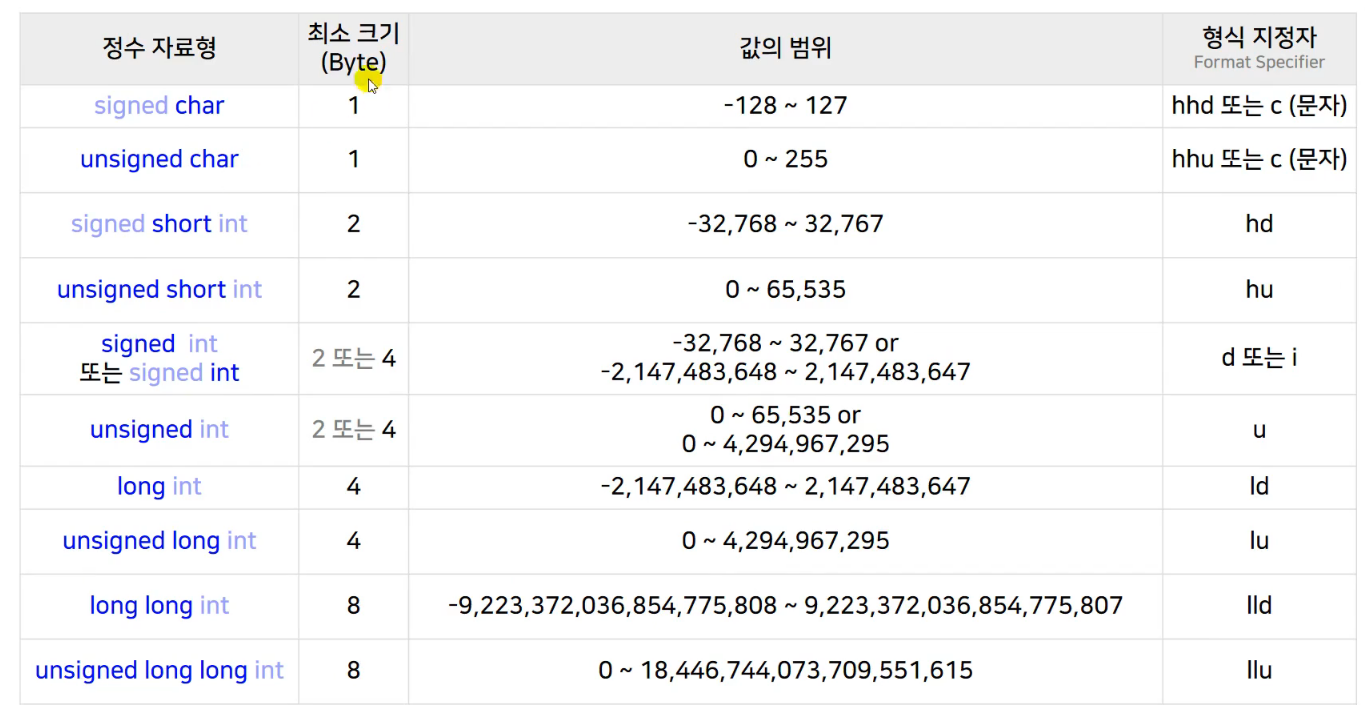 정수 자료형
최소 크기
(Byte)
값의 범위
형식 지정자
Format Specifier
signed char
1
-128 ~ 127
hhd 또는 c (문자)
unsigned char
1
0 ~ 255
hhu 또는 c (문자)
signed short int
2
-32,768 ~ 32,767
hd
unsigned short int
2
0 ~ 65,535
hu
signed int
또는 signed int
2 또는 4
-32,768 ~ 32,767 or
-2,147,483,648 ~ 2,147,483,647
d 또는 i
unsigned int
2 또는 4
0 ~ 65,535 or
0 ~ 4,294,967,295
u
long int
4
-2,147,483,648 ~ 2,147,483,647
ld
unsigned long int
4
0 ~ 4,294,967,295
lu
long long int
8
-9,223,372,036,854,775,808 ~ 9,223,372,036,854,775,807
lld
unsigned long long int
8
0 ~ 18,446,744,073,709,551,615
llu